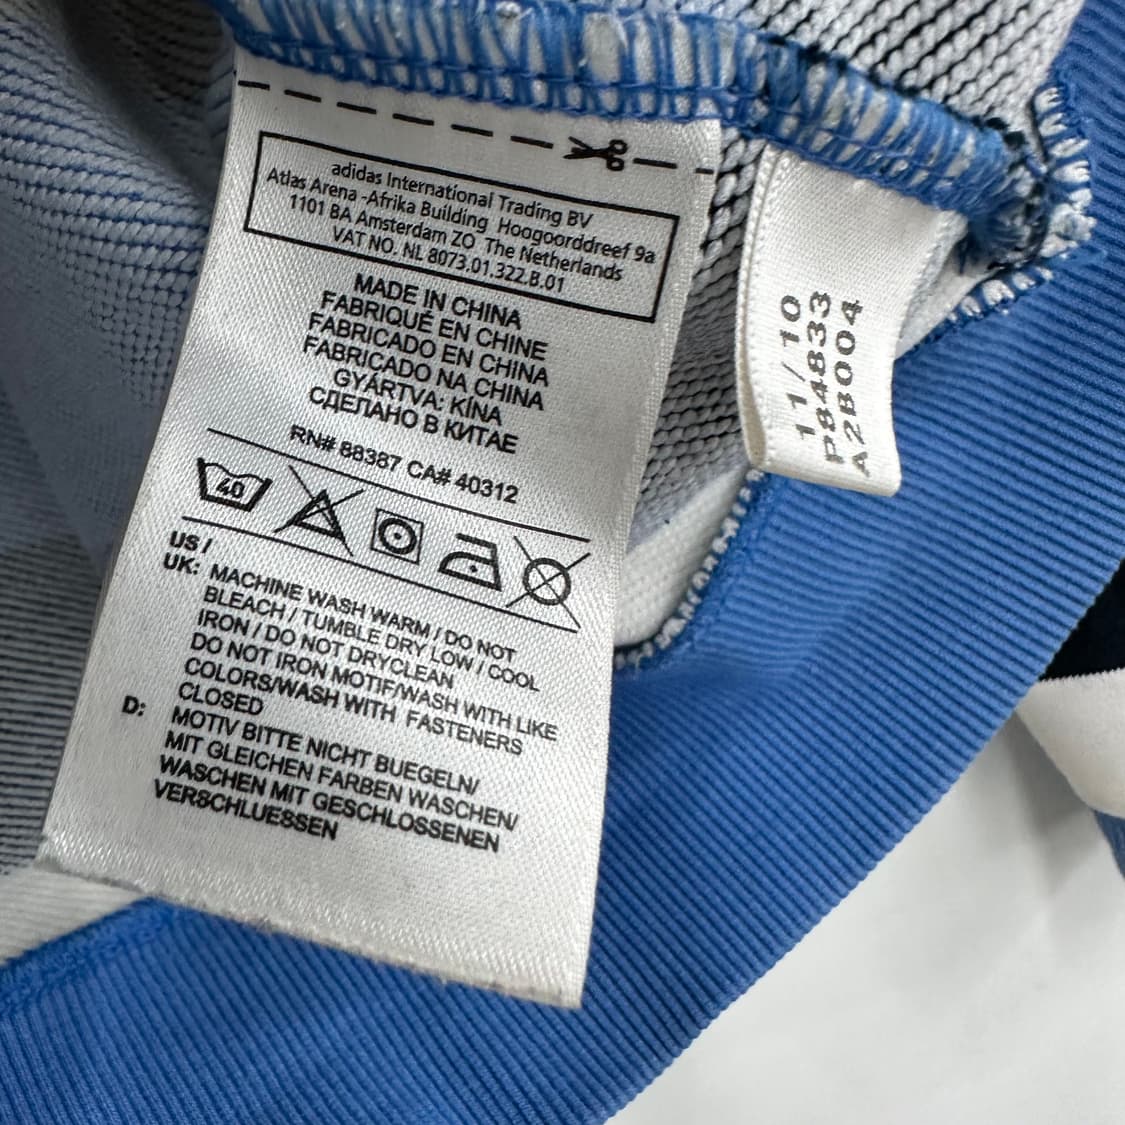 adidas International Trading BV
Atlas Arena -Afrika Building Hoogoorddreef 9a
1101 BA Amsterdam ZO The Netherlands
VAT NO. NL 8073.01.322.B.01
MADE IN CHINA
FABRIQUÉ EN CHINE
FABRICADO EN CHINA
FABRICADO NA CHINA
GYÁRTVA: KÍNA
СДЕЛАНО В КИТАЕ
RN# 88387 CA# 40312
40
US /
UK: MACHINE WASH WARM / DO NOT
BLEACH / TUMBLE DRY LOW / COOL
IRON / DO NOT DRYCLEAN
DO NOT IRON MOTIF/WASH WITH LIKE
COLORS/WASH WITH FASTENERS
CLOSED
D: MOTIV BITTE NICHT BUEGELN/
MIT GLEICHEN FARBEN WASCHEN/
WASCHEN MIT GESCHLOSSENEN
VERSCHLUESSEN
11/10
P84833
A2B004